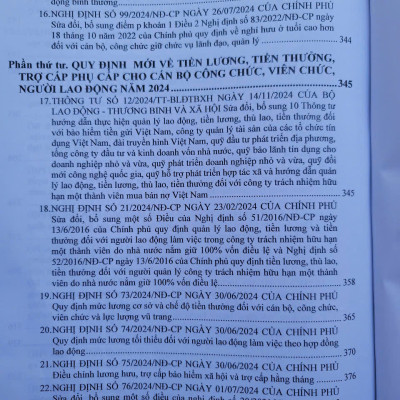 động bình thường
16.NGHỊ ĐỊNH SỐ 99/2024/NĐ-CP NGÀY 26/07/2024 CỦA CHÍNH PHỦ
Sửa đổi, bổ sung điểm p khoản 1 Điều 2 Nghị định số 83/2022/NĐ-CP ngày
18 tháng 10 năm 2022 của Chính phủ quy định về nghỉ hưu ở tuổi cao hơn
đối với cán bộ, công chức giữ chức vụ lãnh đạo, quản lý 344
Phần thứ tư. QUY ĐỊNH MỚI VỀ TIỀN LƯƠNG, TIỀN THƯỞNG,
TRỢ CẤP PHỤ CẤP CHO CÁN BỘ CÔNG CHỨC, VIÊN CHỨC,
NGƯỜI LAO ĐỘNG NĂM 2024 345
17.THÔNG TƯ SỐ 12/2024/TT-BLĐTBXH NGÀY 14/11/2024 CỦA BỘ
LAO ĐỘNG - THƯƠNG BINH VÀ XÃ HỘI Sửa đổi, bổ sung 10 Thông tư
hướng dẫn thực hiện quản lý lao động, tiền lương, thù lao, tiền thưởng đối
với bảo hiểm tiền gửi Việt Nam, công ty quản lý tài sản của các tổ chức tín
dụng Việt Nam, đài truyền hình Việt Nam, quỹ đầu tư phát triển địa phương,
tổng công ty đầu tư và kinh doanh vốn nhà nước, quỹ bảo lãnh tín dụng cho
doanh nghiệp nhỏ và vừa, quỹ phát triển doanh nghiệp nhỏ và vừa, quỹ đổi
mới công nghệ quốc gia, quỹ hỗ trợ phát triển hợp tác xã và hướng dẫn quản
lý lao động, tiền lương, thù lao, tiền thưởng đối với công ty trách nhiệm hữu
hạn một thành viên mua bán nợ Việt Nam 345
18.NGHỊ ĐỊNH SỐ 21/2024/NĐ-CP NGÀY 23/02/2024 CỦA CHÍNH PHỦ
Sửa đổi, bổ sung một số Điều của Nghị định số 51/2016/NĐ-CP ngày
13/6/2016 của Chính phủ quy định quản lý lao động, tiền lương và tiền
thưởng đối với người lao động làm việc trong công ty trách nhiệm hữu hạn
một thành viên do nhà nước nắm giữ 100% vốn điều lệ và Nghị định số
52/2016/NĐ-CP ngày 13/6/2016 của Chính phủ quy định tiền lương, thù lao,
tiền thưởng đối với người quản lý công ty trách nhiệm hữu hạn một thành
viên do nhà nước nắm giữ 100% vốn điều lệ 358
19.NGHỊ ĐỊNH SỐ 73/2024/NĐ-CP NGÀY 30/06/2024 CỦA CHÍNH PHỦ
Quy định mức lương cơ sở và chế độ tiền thưởng đối với cán bộ, công chức,
viên chức và lực lượng vũ trang 365
20.NGHỊ ĐỊNH SỐ 74/2024/NĐ-CP NGÀY 30/06/2024 CỦA CHÍNH PHỦ
Quy định mức lương tối thiểu đối với người lao động làm việc theo hợp đồng
lao động 370
21.NGHỊ ĐỊNH SỐ 75/2024/NĐ-CP NGÀY 30/06/2024 CỦA CHÍNH PHỦ
Điều chỉnh lương hưu, trợ cấp bảo hiểm xã hội và trợ cấp hằng tháng 376
22.NGHỊ ĐỊNH SỐ 76/2024/NĐ-CP NGÀY 01/07/2024 CỦA CHÍNH PHỦ
Sửa đổi, bổ sung một số điều của nghị định số